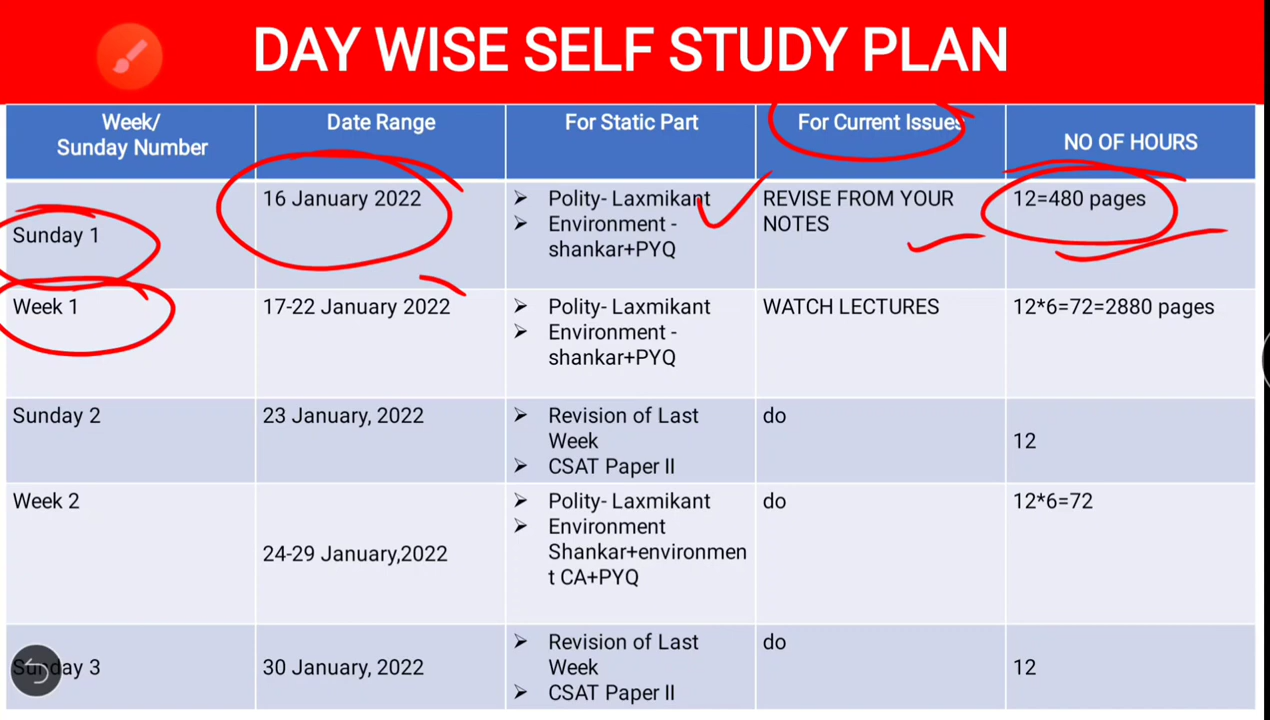 DAY WISE SELF STUDY PLAN
Week/
Sunday Number
Date Range
For Static Part
For Current Issues
NO OF HOURS
Sunday 1
16 January 2022
➢ Polity- Laxmikant
➢ Environment -
shankar+PYQ
REVISE FROM YOUR
NOTES
12=480 pages
Week 1
17-22 January 2022
➢ Polity- Laxmikant
➢ Environment -
shankar+PYQ
WATCH LECTURES
12*6=72=2880 pages
Sunday 2
23 January, 2022
➢ Revision of Last
Week
➢ CSAT Paper II
do
12
Week 2
24-29 January,2022
➢ Polity- Laxmikant
➢ Environment
Shankar+environmen
t CA+PYQ
do
12*6=72
Sunday 3
30 January, 2022
➢ Revision of Last
Week
➢ CSAT Paper II
do
12